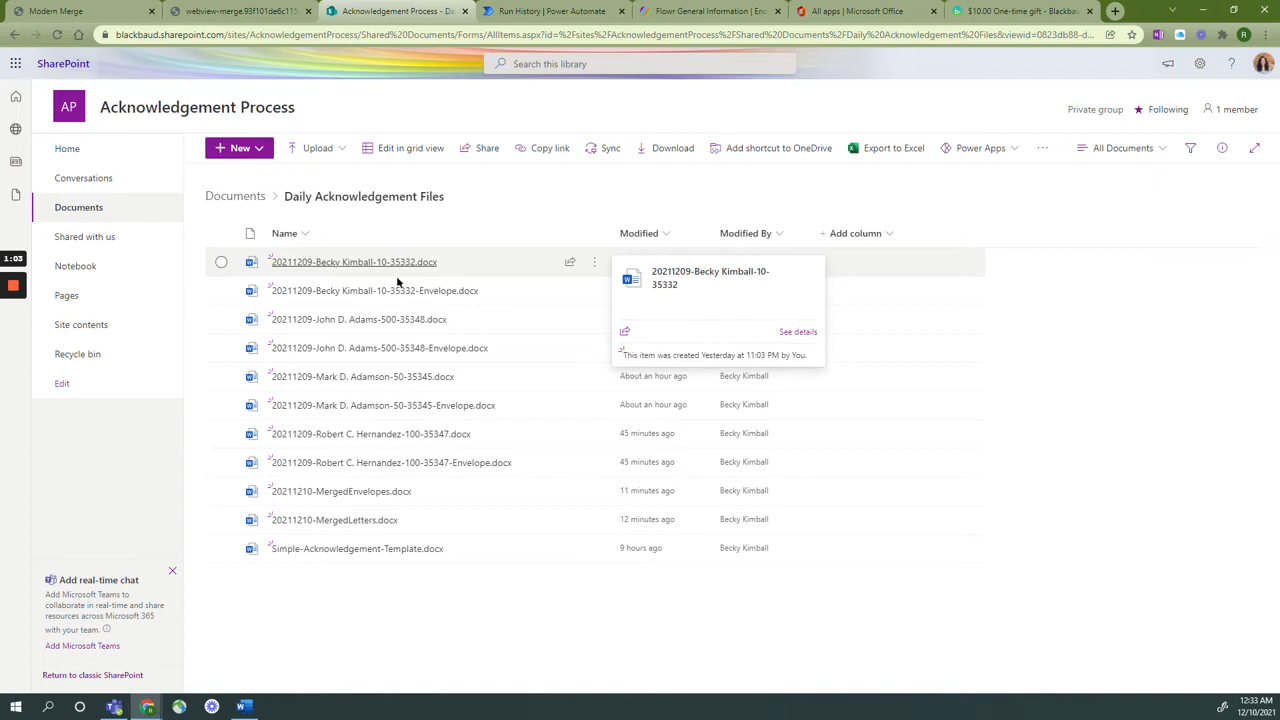 Modern Merge
webview-merge.93f101d6c115
Acknowledgement Process - Da
Run History | Power Automate
Flowr General Information | Enc
All apps | Microsoft Office
$10.00 One-time gift - Blackbau
blackbaud.sharepoint.com/sites/AcknowledgementProcess/Shared%20Documents/Forms/AllItems.aspx?id=%2Fsites%2FAcknowledgementProcess%2FShared%20Documents%2FDaily%20Acknowledgement%20Files&viewid=0823db88-d...
SharePoint
Search this library
AP
Acknowledgement Process
Private group
Following
1 member
New
Upload
Edit in grid view
Share
Copy link
Sync
Download
Add shortcut to OneDrive
Export to Excel
Power Apps
All Documents
Home
Conversations
Documents
Shared with us
Notebook
Pages
Site contents
Recycle bin
Edit
1:03
Documents > Daily Acknowledgement Files
Name
Modified
Modified By
+ Add column
20211209-Becky Kimball-10-35332.docx
20211209-Becky Kimball-10-35332-Envelope.docx
20211209-John D. Adams-500-35348.docx
20211209-John D. Adams-500-35348-Envelope.docx
20211209-Mark D. Adamson-50-35345.docx
About an hour ago
Becky Kimball
20211209-Mark D. Adamson-50-35345-Envelope.docx
About an hour ago
Becky Kimball
20211209-Robert C. Hernandez-100-35347.docx
45 minutes ago
Becky Kimball
20211209-Robert C. Hernandez-100-35347-Envelope.docx
45 minutes ago
Becky Kimball
20211210-MergedEnvelopes.docx
11 minutes ago
Becky Kimball
20211210-MergedLetters.docx
12 minutes ago
Becky Kimball
Simple-Acknowledgement-Template.docx
9 hours ago
Becky Kimball
20211209-Becky Kimball-10-
35332
See details
This item was created Yesterday at 11:03 PM by You.
Add real-time chat
Add Microsoft Teams to
collaborate in real-time and share
resources across Microsoft 365
with your team.
Add Microsoft Teams
Return to classic SharePoint
12:33 AM
12/10/2021